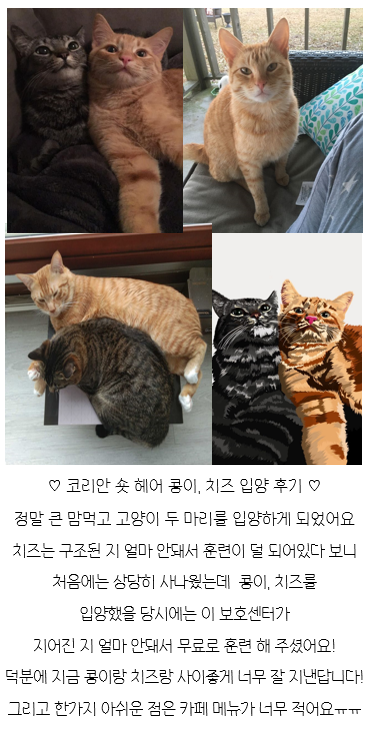 ♡ 코리안 숏 헤어 콩이, 치즈 입양 후기 ♡
정말 큰 맘먹고 고양이 두 마리를 입양하게 되었어요
치즈는 구조된 지 얼마 안돼서 훈련이 덜 되어있다 보니
처음에는 상당히 사나웠는데 콩이, 치즈를
입양했을 당시에는 이 보호센터가
지어진 지 얼마 안돼서 무료로 훈련 해 주셨어요!
덕분에 지금 콩이랑 치즈랑 사이좋게 너무 잘 지낸답니다!
그리고 한가지 아쉬운 점은 카페 메뉴가 너무 적어요ㅠㅠ